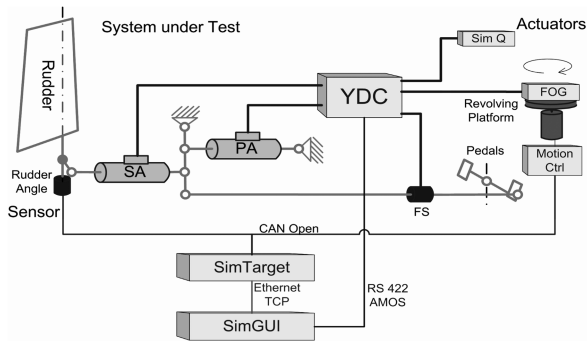 System under Test
Actuators
Sim Q
Rudder
YDC
FOG
Revolving
Platform
PA
SA
Pedals
Motion
Ctrl
Rudder
Angle
Sensor
FS
CAN Open
SimTarget
Ethernet
TCP
RS 422
AMOS
SimGUI